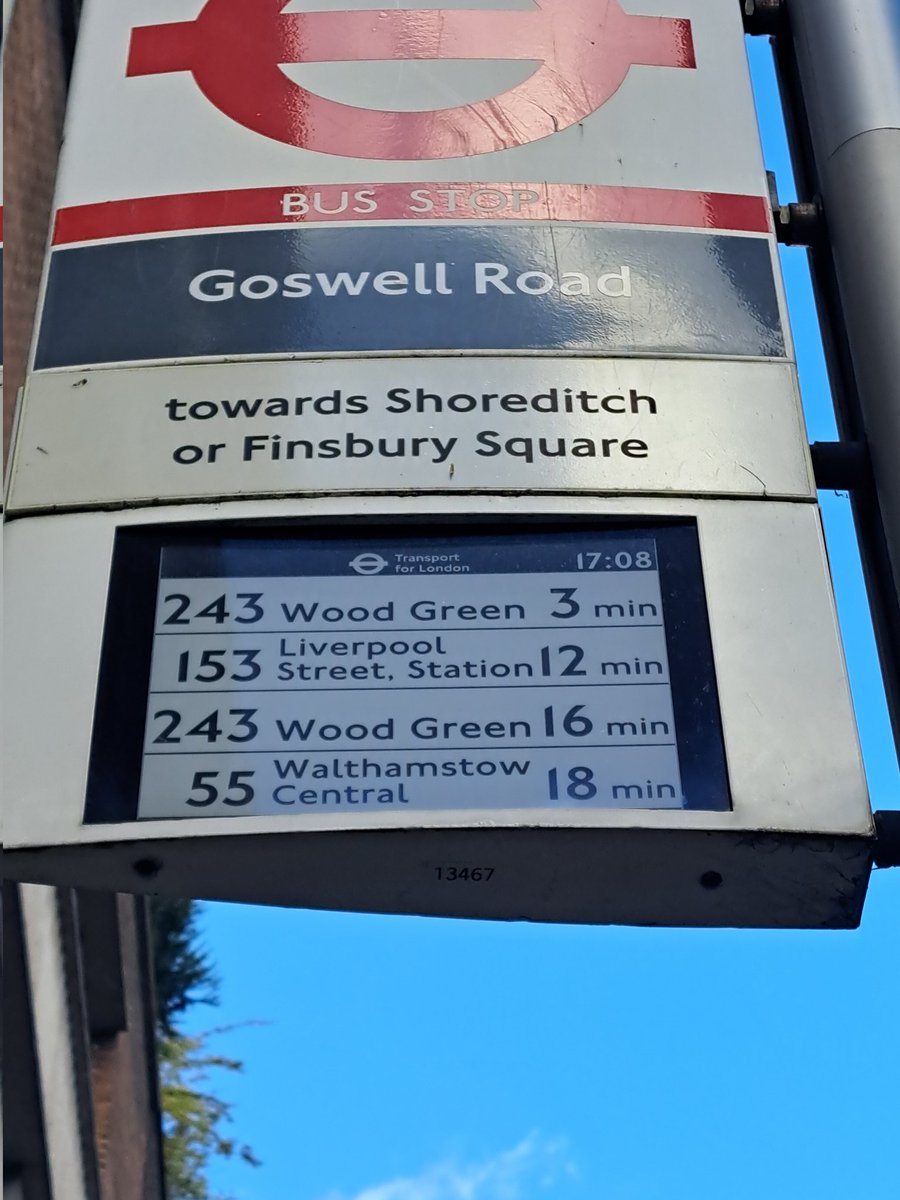 BUS STOP
Goswell Road
towards Shoreditch
or Finsbury Square
Transport
for London
17:08
243 Wood Green 3 min
153 Liverpool
Street, Station 12 min
243 Wood Green 16 min
55 Walthamstow
Central 18 min
13467